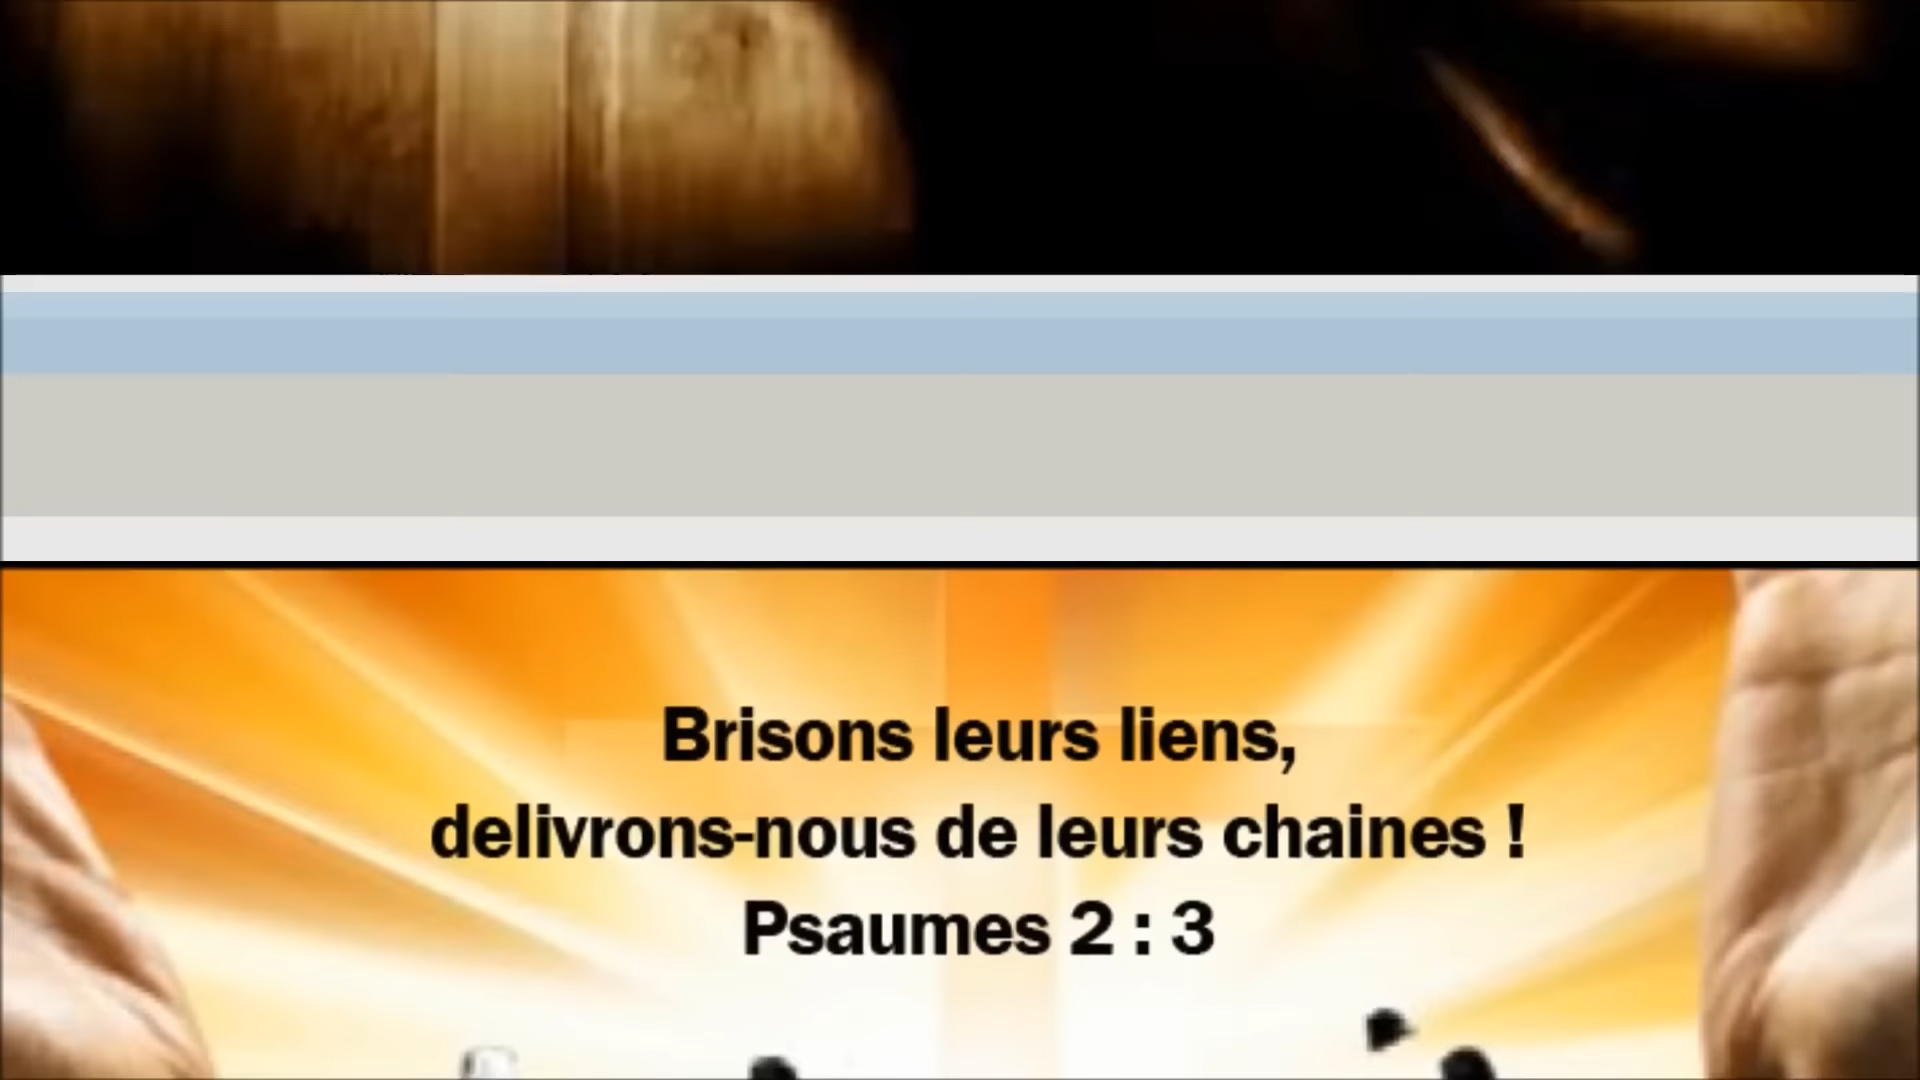 Brisons leurs liens,
delivrons-nous de leurs chaines !
Psaumes 2 : 3